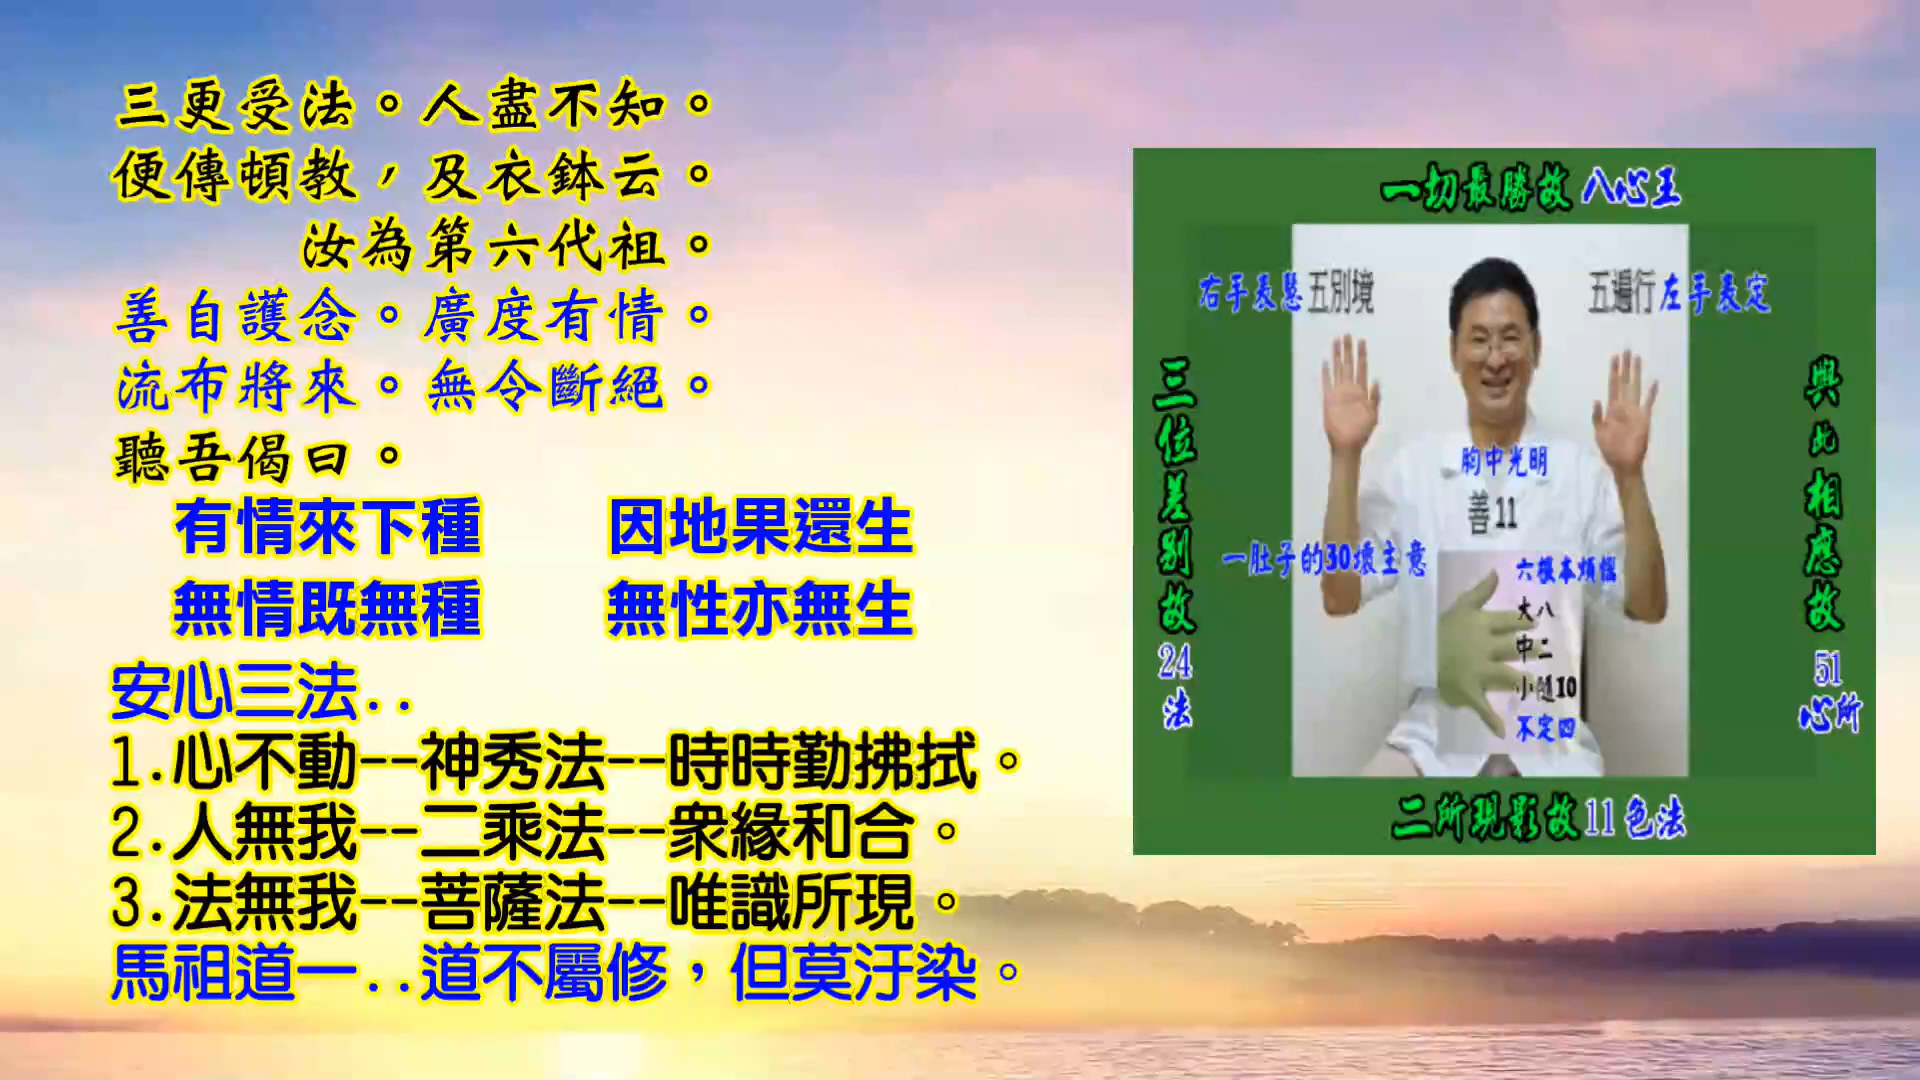 三更受法。人盡不知。
便傳頓教，及衣鉢云。
汝為第六代祖。
善自護念。廣度有情。
流布將來。無令斷絕。
聽吾偈曰。
有情來下種　因地果還生
無情既無種　無性亦無生
安心三法..
1.心不動--神秀法--時時勤拂拭。
2.人無我--二乘法--衆緣和合。
3.法無我--菩薩法--唯識所現。
馬祖道一..道不屬修，但莫汙染。
一切最勝故 八心王
右手表慧 五別境
五遍行 左手表定
三位差別故 24法
與此相應故 51心所
胸中光明
善11
一肚子的30壞主意
六根本煩惱
大八
中二
小隨10
不定四
二所現影故 11色法